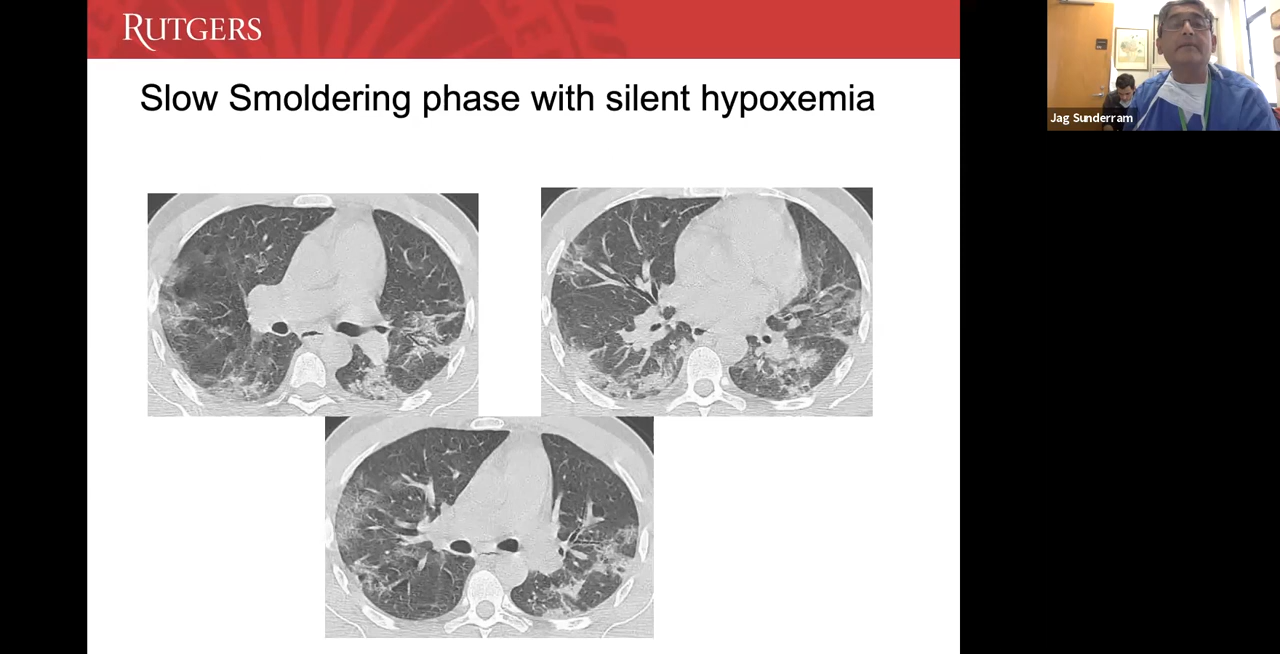 RUTGERS
Slow Smoldering phase with silent hypoxemia
Jag Sunderram